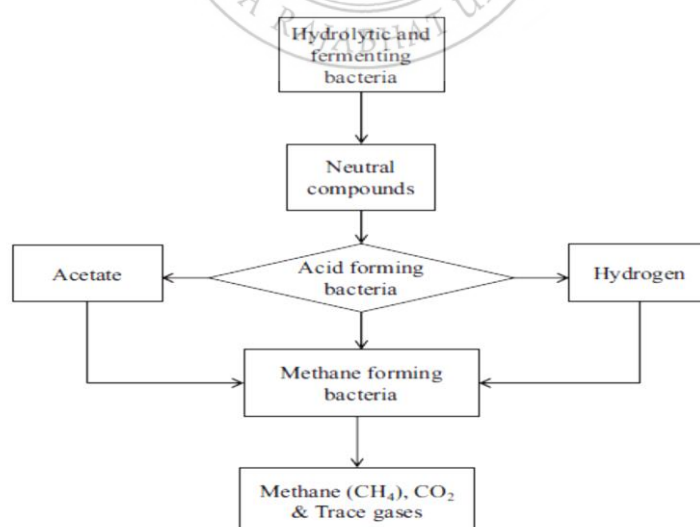 RAJABHAT
Hydrolytic and
fermenting
bacteria
Neutral
compounds
Acetate
Acid forming
bacteria
Hydrogen
Methane forming
bacteria
Methane (CH₄), CO₂
& Trace gases